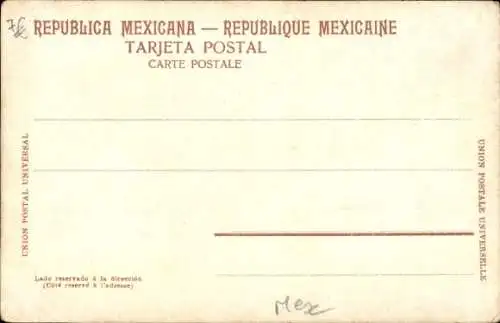 REPUBLICA MEXICANA — REPUBLIQUE MEXICAINE
TARJETA POSTAL
CARTE POSTALE
UNION POSTAL UNIVERSAL
UNION POSTALE UNIVERSELLE
Lado reservado á la dirección
(Côté reservé à l'adresse)
Mex